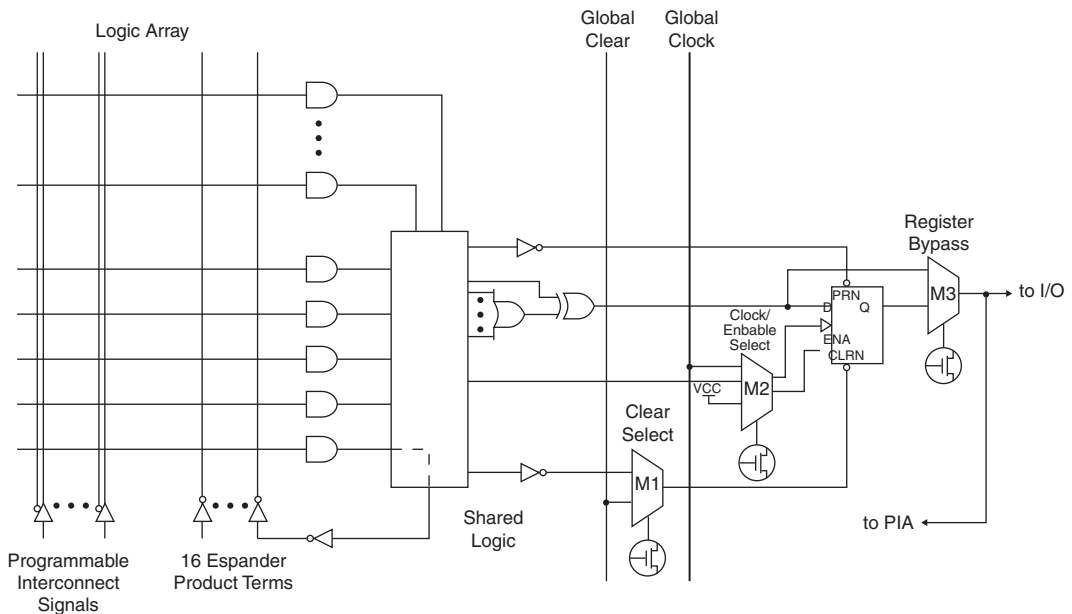 Logic Array
Global
Clear
Global
Clock
Register
Bypass
PRN
M3
to I/O
D
Q
Clock/
Enbable
Select
ENA
CLRN
VCC
M2
Clear
Select
M1
Shared
Logic
to PIA
Programmable
Interconnect
Signals
16 Espander
Product Terms